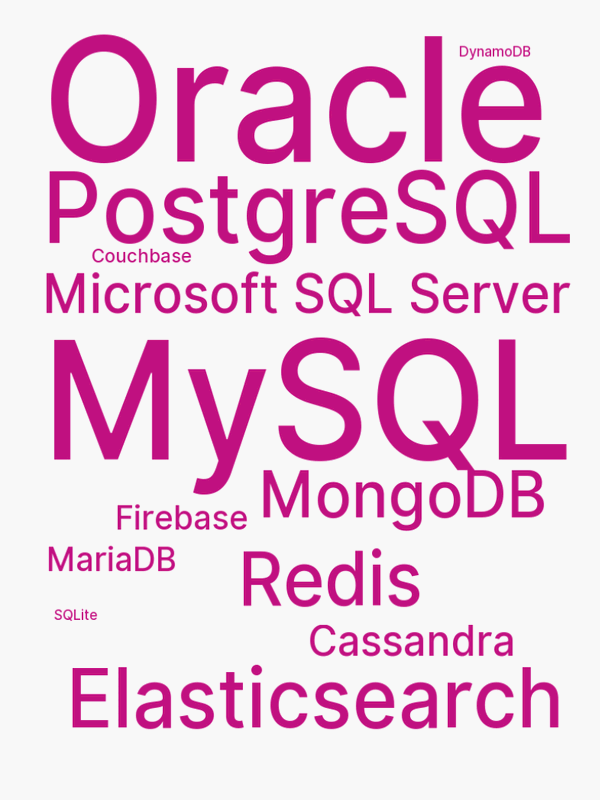 Oracle
DynamoDB
PostgreSQL
Couchbase
Microsoft SQL Server
MySQL
MongoDB
Firebase
MariaDB
Redis
SQLite
Cassandra
Elasticsearch